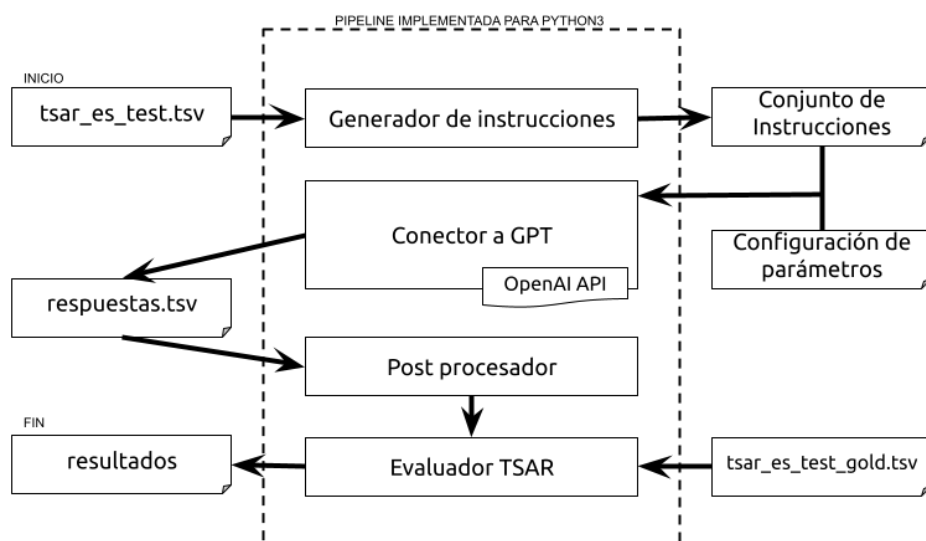 PIPELINE IMPLEMENTADA PARA PYTHON3
INICIO
tsar_es_test.tsv
Generador de instrucciones
Conjunto de
Instrucciones
Conector a GPT
OpenAI API
Configuración de
parámetros
respuestas.tsv
Post procesador
FIN
resultados
Evaluador TSAR
tsar_es_test_gold.tsv